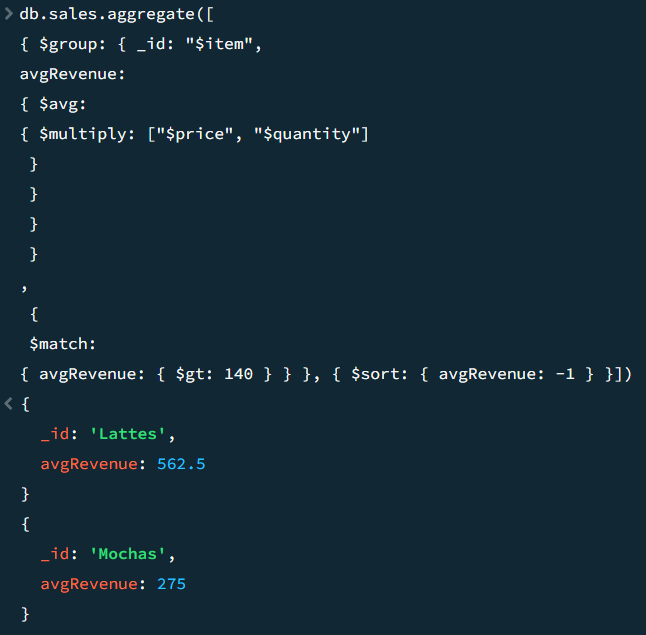 db.sales.aggregate([
{ $group: { _id: "$item",
avgRevenue:
{ $avg:
{ $multiply: ["$price", "$quantity"]
}
}
}
}
,
{
$match:
{ avgRevenue: { $gt: 140 } } }, { $sort: { avgRevenue: -1 } }])
{
_id: 'Lattes',
avgRevenue: 562.5
}
{
_id: 'Mochas',
avgRevenue: 275
}